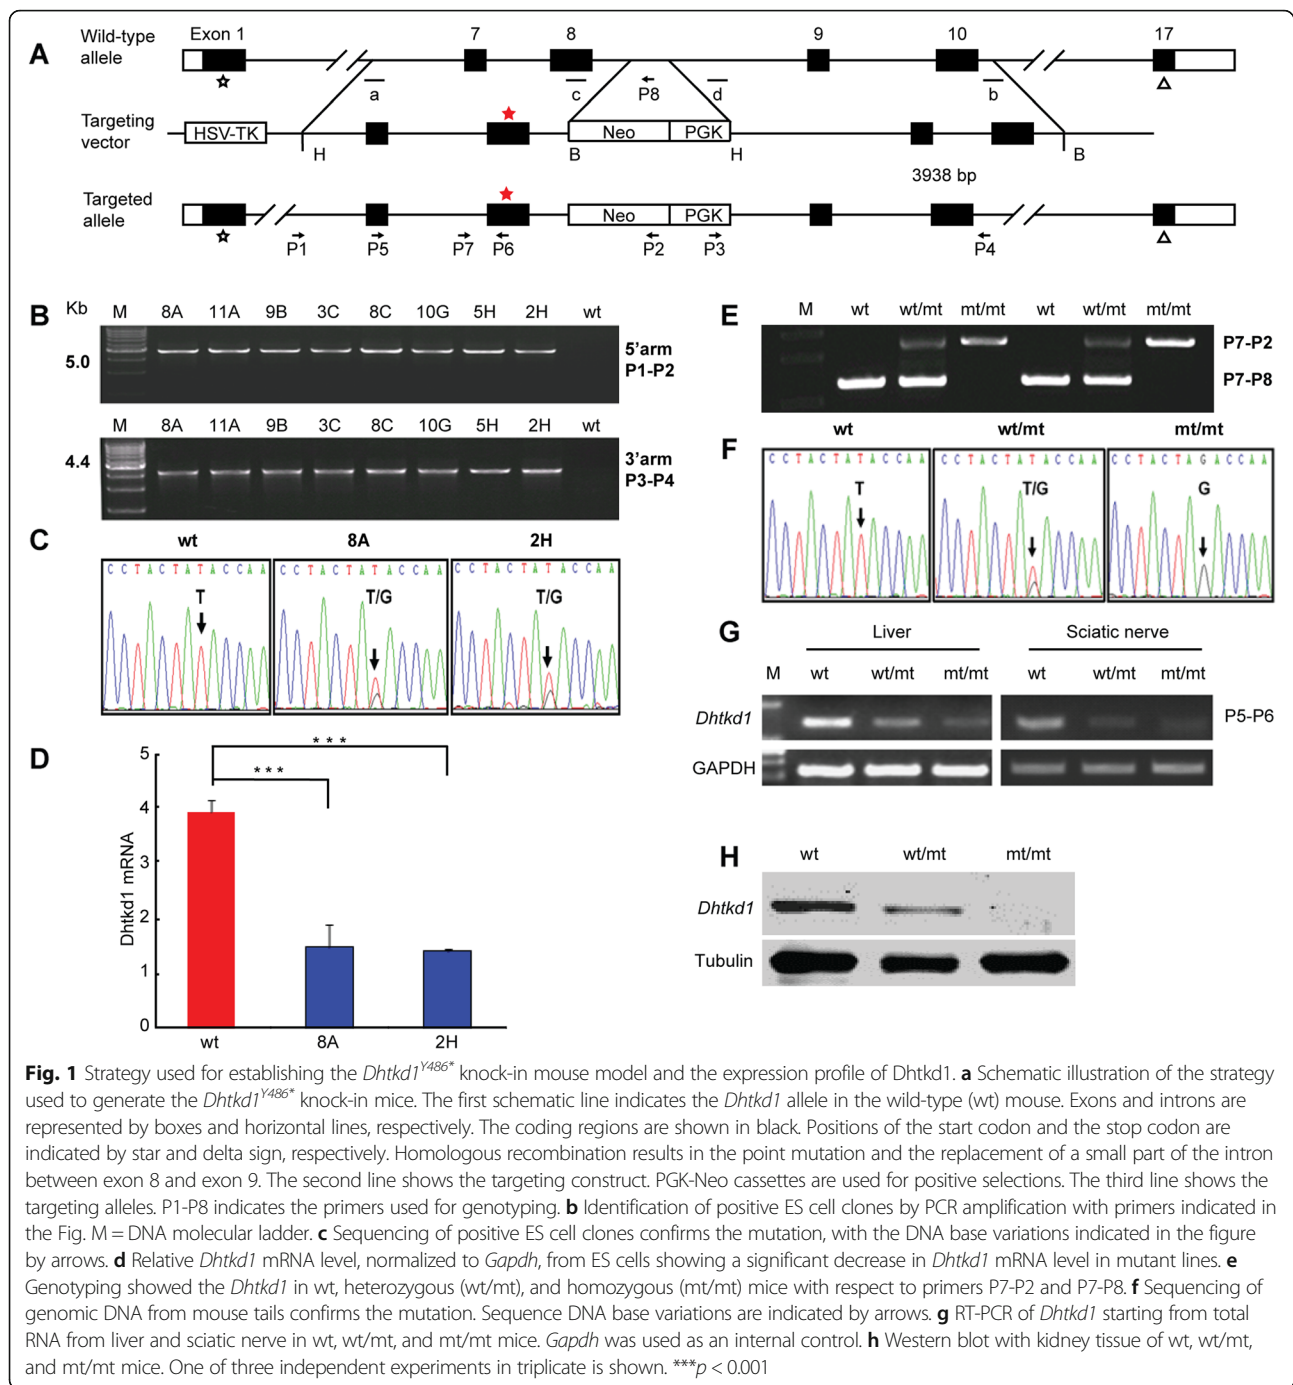 A
Wild-type allele
Exon 1 7 8 9 10 17
a c P8 d b
Targeting vector
HSV-TK Neo PGK
H B H B
3938 bp
Targeted allele
Neo PGK
P1 P5 P7 P6 P2 P3 P4
B
Kb M 8A 11A 9B 3C 8C 10G 5H 2H wt
5.0
5'arm
P1-P2
M 8A 11A 9B 3C 8C 10G 5H 2H wt
4.4
3'arm
P3-P4
C
wt 8A 2H
C C T A C T A T A C C A A
C C T A C T A T A C C A A
C C T A C T A T A C C A A
T T/G T/G
D
Dhtkd1 mRNA
5
4
3
2
1
0
*** ***
wt 8A 2H
E
M wt wt/mt mt/mt wt wt/mt mt/mt
P7-P2
P7-P8
F
wt wt/mt mt/mt
C C T A C T A T A C C A A
C C T A C T A T A C C A A
C C T A C T A G A C C A A
T T/G G
G
Liver Sciatic nerve
M wt wt/mt mt/mt wt wt/mt mt/mt
Dhtkd1
P5-P6
GAPDH
H
wt wt/mt mt/mt
Dhtkd1
Tubulin
Fig. 1 Strategy used for establishing the Dhtkd1Y486* knock-in mouse model and the expression profile of Dhtkd1. a Schematic illustration of the strategy
used to generate the Dhtkd1Y486* knock-in mice. The first schematic line indicates the Dhtkd1 allele in the wild-type (wt) mouse. Exons and introns are
represented by boxes and horizontal lines, respectively. The coding regions are shown in black. Positions of the start codon and the stop codon are
indicated by star and delta sign, respectively. Homologous recombination results in the point mutation and the replacement of a small part of the intron
between exon 8 and exon 9. The second line shows the targeting construct. PGK-Neo cassettes are used for positive selections. The third line shows the
targeting alleles. P1-P8 indicates the primers used for genotyping. b Identification of positive ES cell clones by PCR amplification with primers indicated in
the Fig. M = DNA molecular ladder. c Sequencing of positive ES cell clones confirms the mutation, with the DNA base variations indicated in the figure
by arrows. d Relative Dhtkd1 mRNA level, normalized to Gapdh, from ES cells showing a significant decrease in Dhtkd1 mRNA level in mutant lines. e
Genotyping showed the Dhtkd1 in wt, heterozygous (wt/mt), and homozygous (mt/mt) mice with respect to primers P7-P2 and P7-P8. f Sequencing of
genomic DNA from mouse tails confirms the mutation. Sequence DNA base variations are indicated by arrows. g RT-PCR of Dhtkd1 starting from total
RNA from liver and sciatic nerve in wt, wt/mt, and mt/mt mice. Gapdh was used as an internal control. h Western blot with kidney tissue of wt, wt/mt,
and mt/mt mice. One of three independent experiments in triplicate is shown. ***p < 0.001